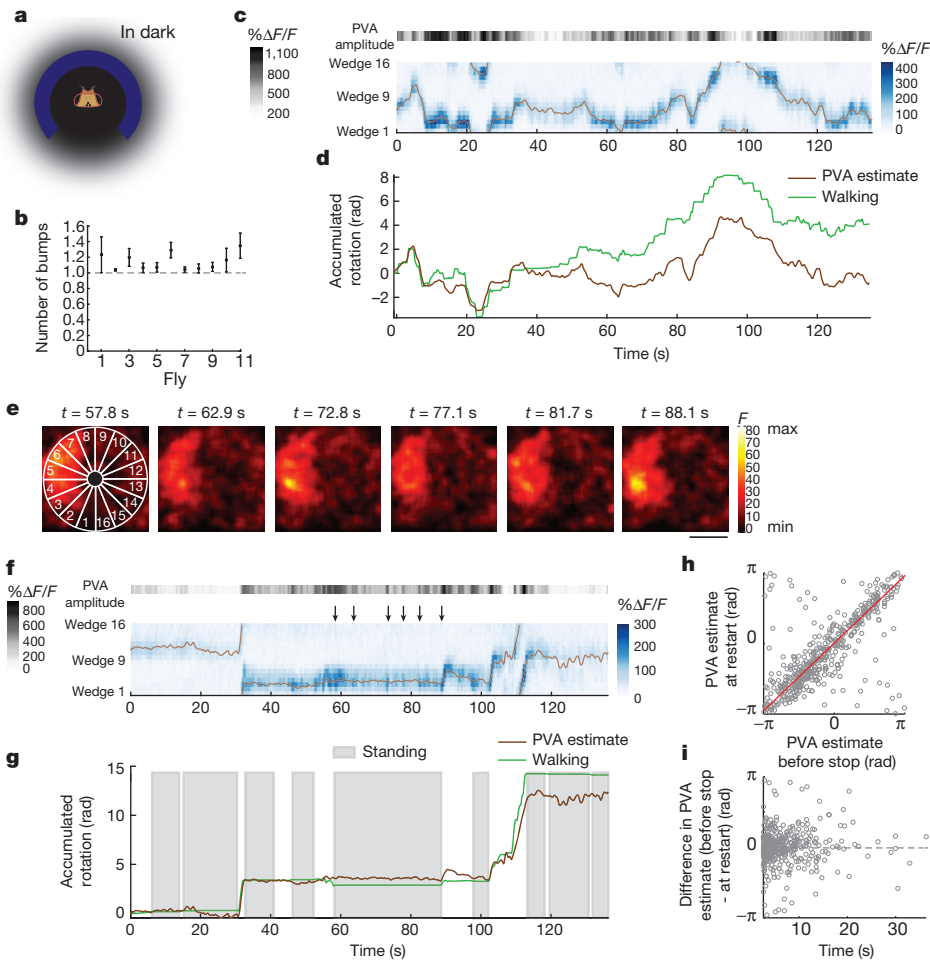 a
In dark
%ΔF/F
1,100
800
500
200
b
Number of bumps
1.6
1.4
1.2
1.0
0.8
0.6
0.4
0.2
0
1 3 5 7 9 11
Fly
c
PVA amplitude
Wedge 16
Wedge 9
Wedge 1
0 20 40 60 80 100 120
%ΔF/F
400
300
200
100
0
d
Accumulated rotation (rad)
8
6
4
2
0
−2
PVA estimate
Walking
0 20 40 60 80 100 120
Time (s)
e
t = 57.8 s t = 62.9 s t = 72.8 s t = 77.1 s t = 81.7 s t = 88.1 s
1 2 3 4 5 6 7 8 9 10 11 12 13 14 15 16
F
80 max
70
60
50
40
30
20
10
0 min
f
%ΔF/F
800
600
400
200
0
PVA amplitude
Wedge 16
Wedge 9
Wedge 1
0 20 40 60 80 100 120
%ΔF/F
300
200
100
0
g
Standing
PVA estimate
Walking
Accumulated rotation (rad)
15
10
5
0
0 20 40 60 80 100 120
Time (s)
h
PVA estimate at restart (rad)
π
0
−π
−π 0 π
PVA estimate before stop (rad)
i
Difference in PVA estimate (before stop - at restart) (rad)
π
0
−π
10 20 30
Time (s)